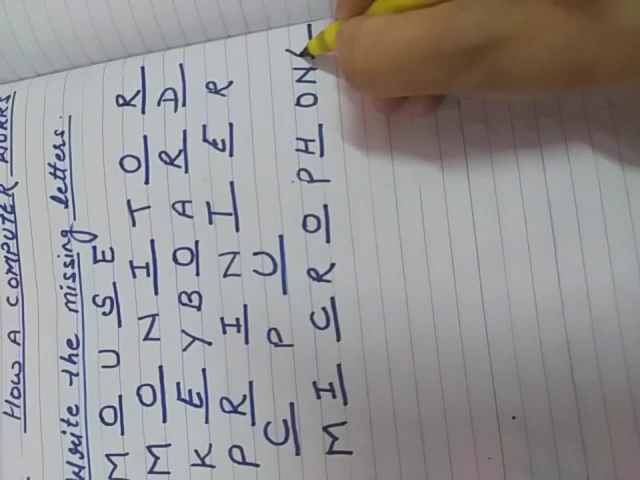 HOW A COMPUTER WORKS
Write the missing letters.
M O U S E
M O N I T O R
K E Y B O A R D
P R I N I E R
C P U
M I C R O P H O N